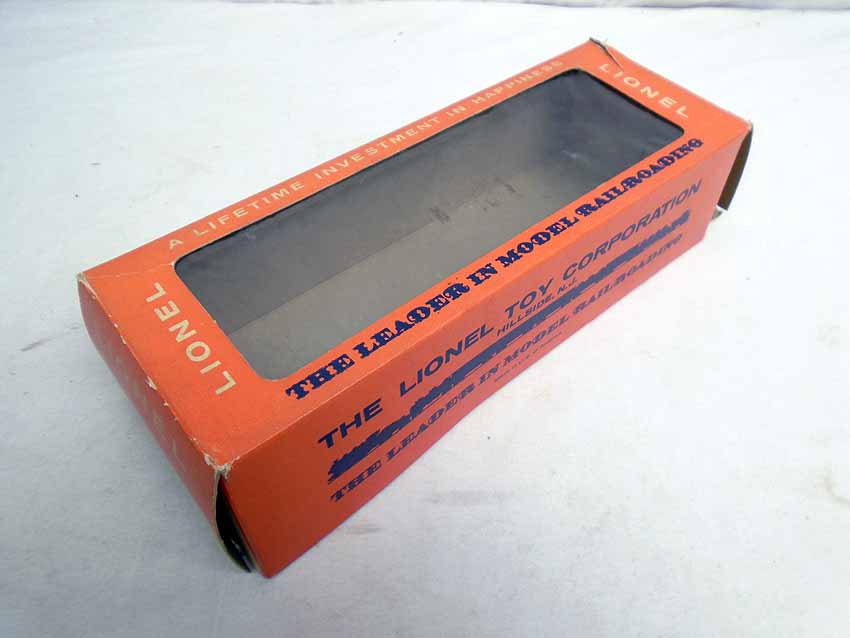 A LIFETIME INVESTMENT IN HAPPINESS
LIONEL
LIONEL
THE LEADER IN MODEL RAILROADING
THE LIONEL TOY CORPORATION
HILLSIDE, N.J.
THE LEADER IN MODEL RAILROADING
LIONEL